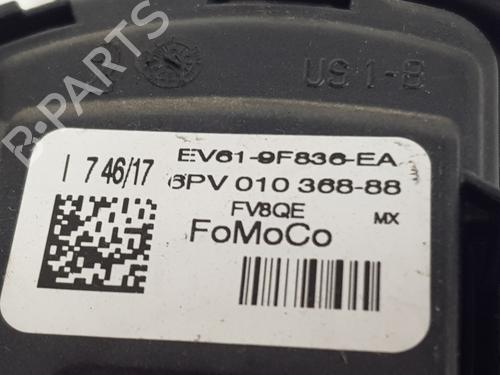 US 1-B
EV61-9F836-EA
I 7 46/17
6PV 010 368-88
FV8QE
MX
FoMoCo
B-PARTS